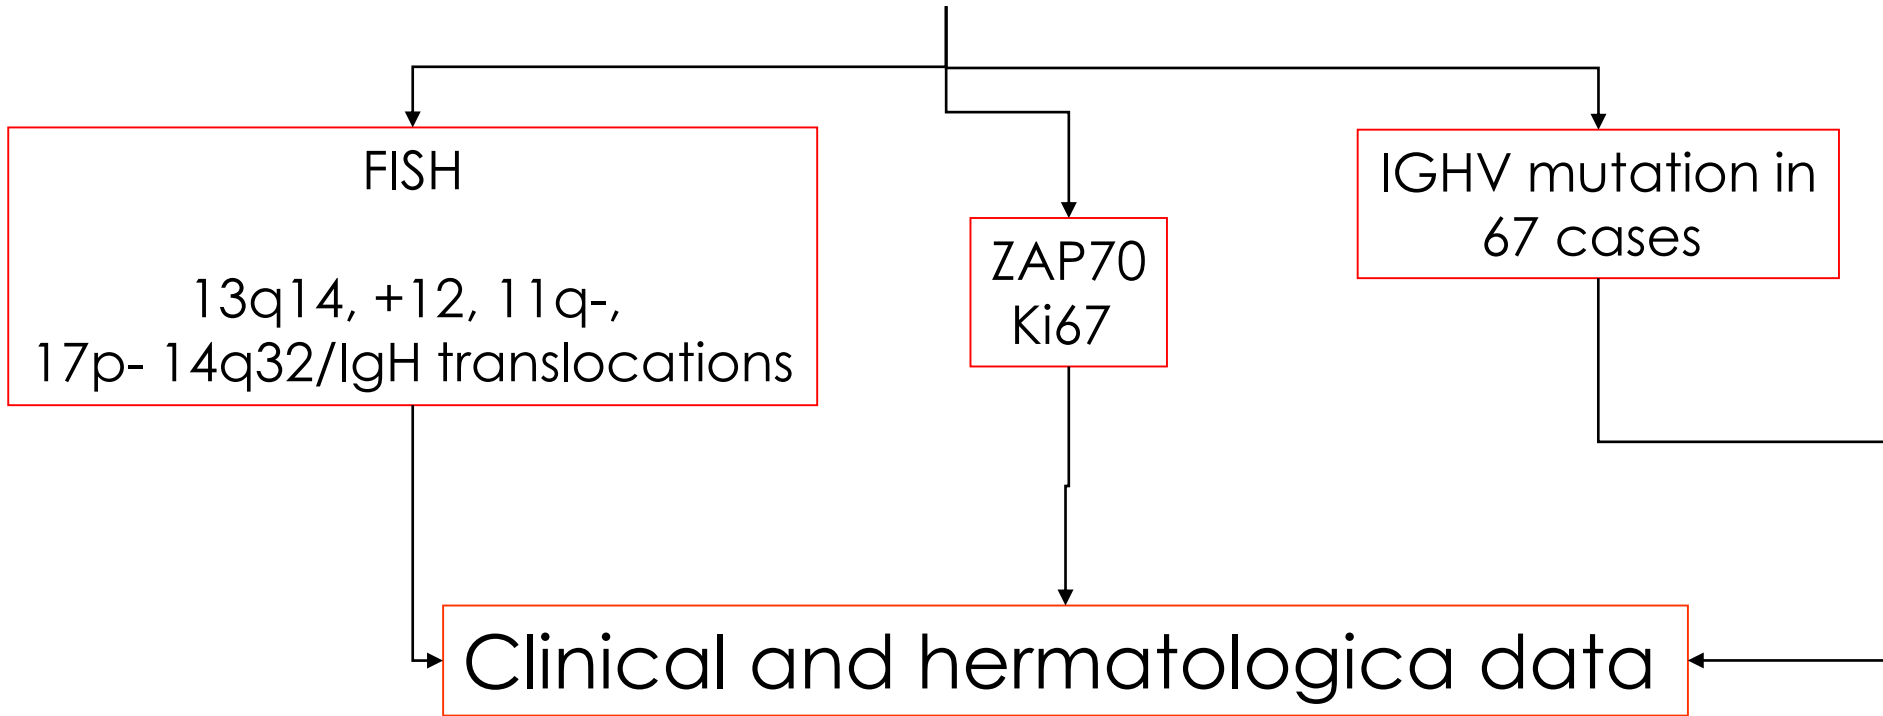 FISH
13q14, +12, 11q-,
17p- 14q32/IgH translocations
ZAP70
Ki67
IGHV mutation in
67 cases
Clinical and hermatologica data